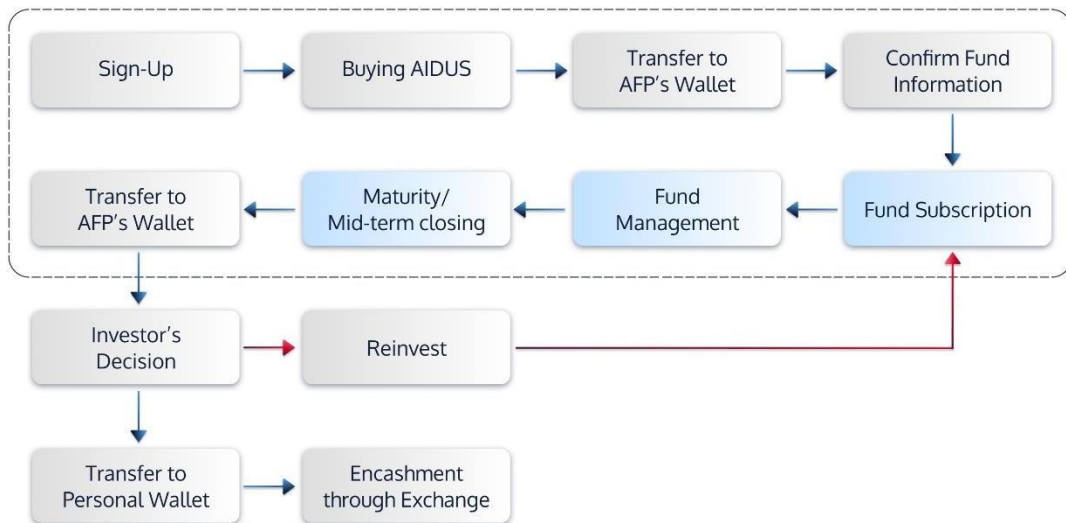 Sign-Up
Buying AIDUS
Transfer to
AFP's Wallet
Confirm Fund
Information
Transfer to
AFP's Wallet
Maturity/
Mid-term closing
Fund
Management
Fund Subscription
Investor's
Decision
Reinvest
Transfer to
Personal Wallet
Encashment
through Exchange